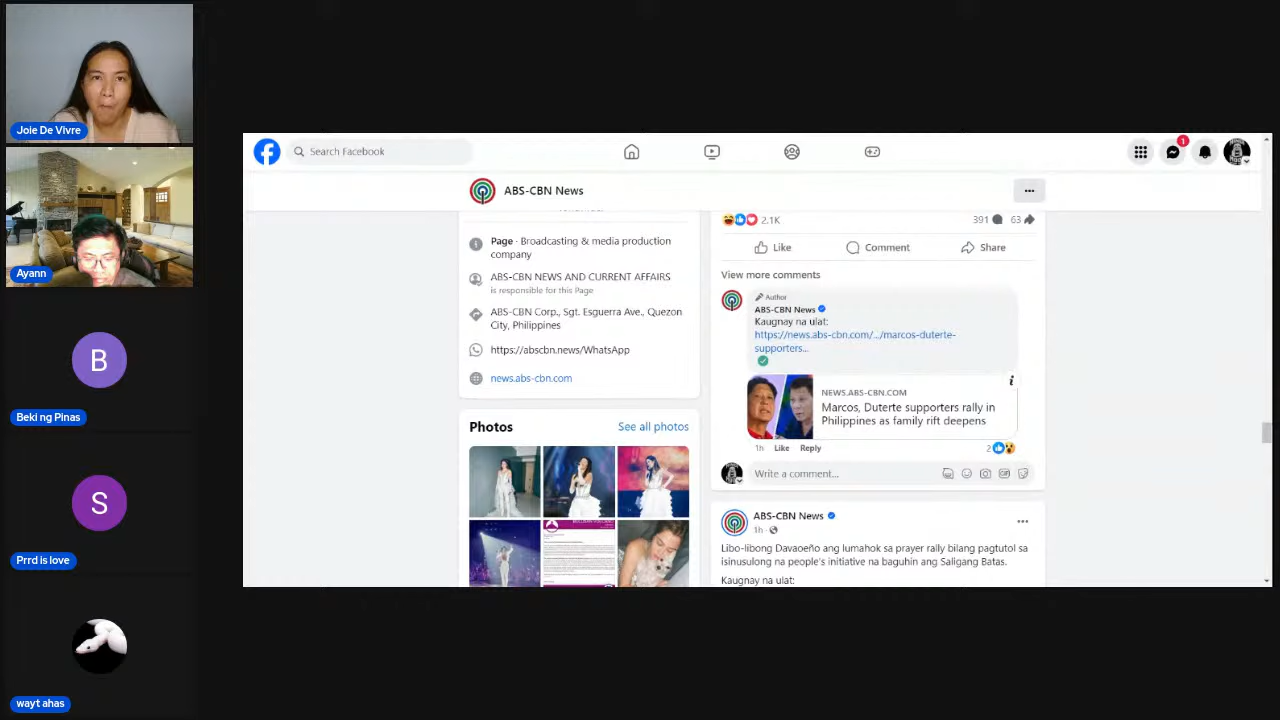 Joie De Vivre
Ayann
B
Beki ng Pinas
S
Prrd is love
wayt ahas
Search Facebook
1
ABS-CBN News
Page · Broadcasting & media production
company
ABS-CBN NEWS AND CURRENT AFFAIRS
is responsible for this Page
ABS-CBN Corp., Sgt. Esguerra Ave., Quezon
City, Philippines
https://abscbn.news/WhatsApp
news.abs-cbn.com
Photos
See all photos
2.1K
391
63
Like
Comment
Share
View more comments
Author
ABS-CBN News
Kaugnay na ulat:
https://news.abs-cbn.com/.../marcos-duterte-
supporters...
NEWS.ABS-CBN.COM
Marcos, Duterte supporters rally in
Philippines as family rift deepens
1h Like Reply
2
Write a comment...
ABS-CBN News
1h
Libo-libong Davaoeño ang lumahok sa prayer rally bilang pagtutol sa
isinusulong na people's initiative na baguhin ang Saligang Batas.
Kaugnay na ulat: